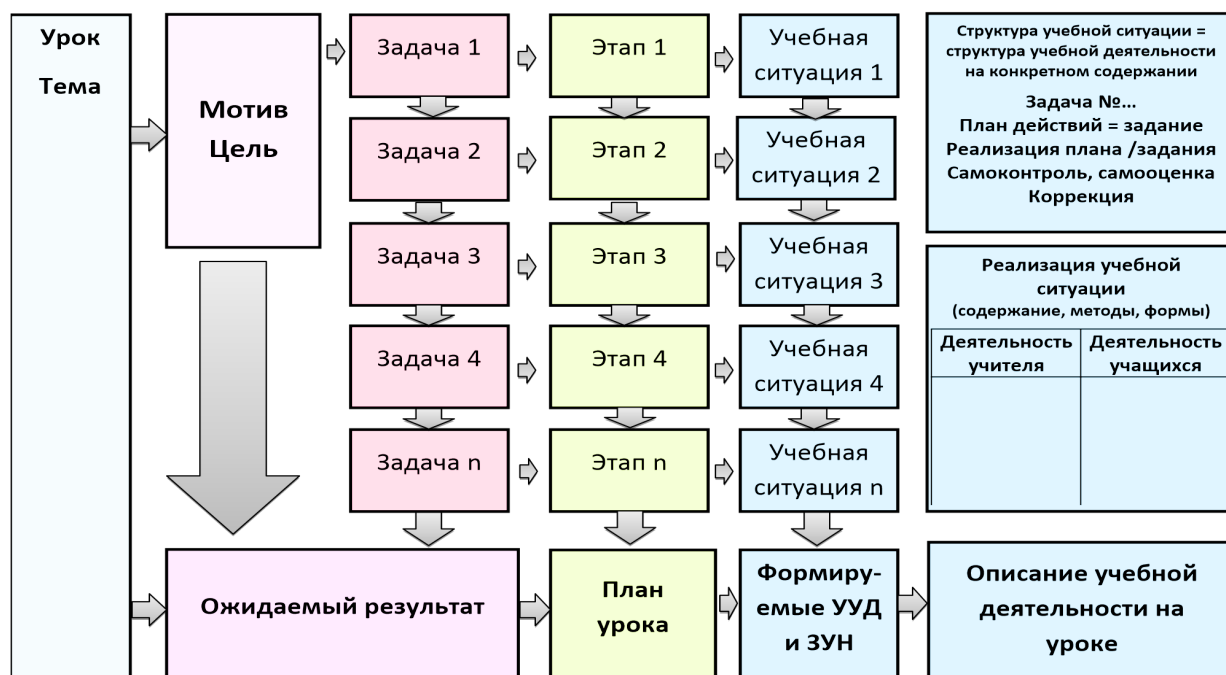 Урок
Тема
Мотив
Цель
Задача 1
Этап 1
Учебная
ситуация 1
Задача 2
Этап 2
Учебная
ситуация 2
Задача 3
Этап 3
Учебная
ситуация 3
Задача 4
Этап 4
Учебная
ситуация 4
Задача n
Этап n
Учебная
ситуация n
Структура учебной ситуации =
структура учебной деятельности
на конкретном содержании
Задача №...
План действий = задание
Реализация плана /задания
Самоконтроль, самооценка
Коррекция
Реализация учебной
ситуации
(содержание, методы, формы)
Деятельность
учителя
Деятельность
учащихся
Ожидаемый результат
План
урока
Формиру-
емые УУД
и ЗУН
Описание учебной
деятельности на
уроке